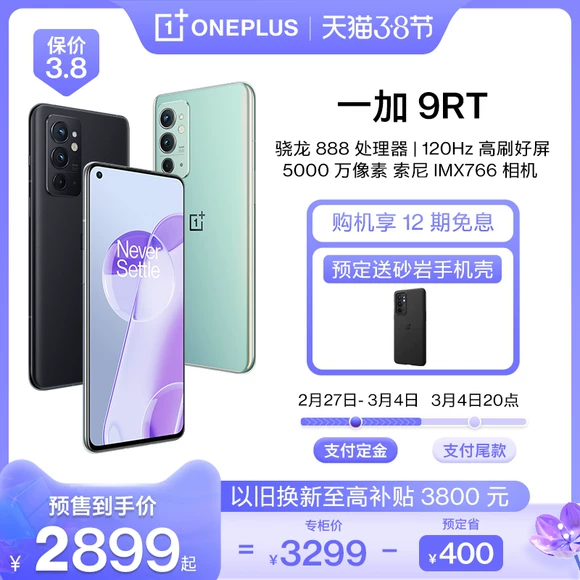 保价
3.8
1+ ONEPLUS | 天猫3.8节
一加 9RT
骁龙 888 处理器 | 120Hz 高刷好屏
5000 万像素 索尼 IMX766 相机
购机享 12 期免息
预定送砂岩手机壳
Never
Settle
1+
2月27日- 3月4日 3月4日20点
支付定金 支付尾款
以旧换新至高补贴 3800 元
预售到手价 专柜价 预定省
¥2899起 = ¥3299 - ¥400